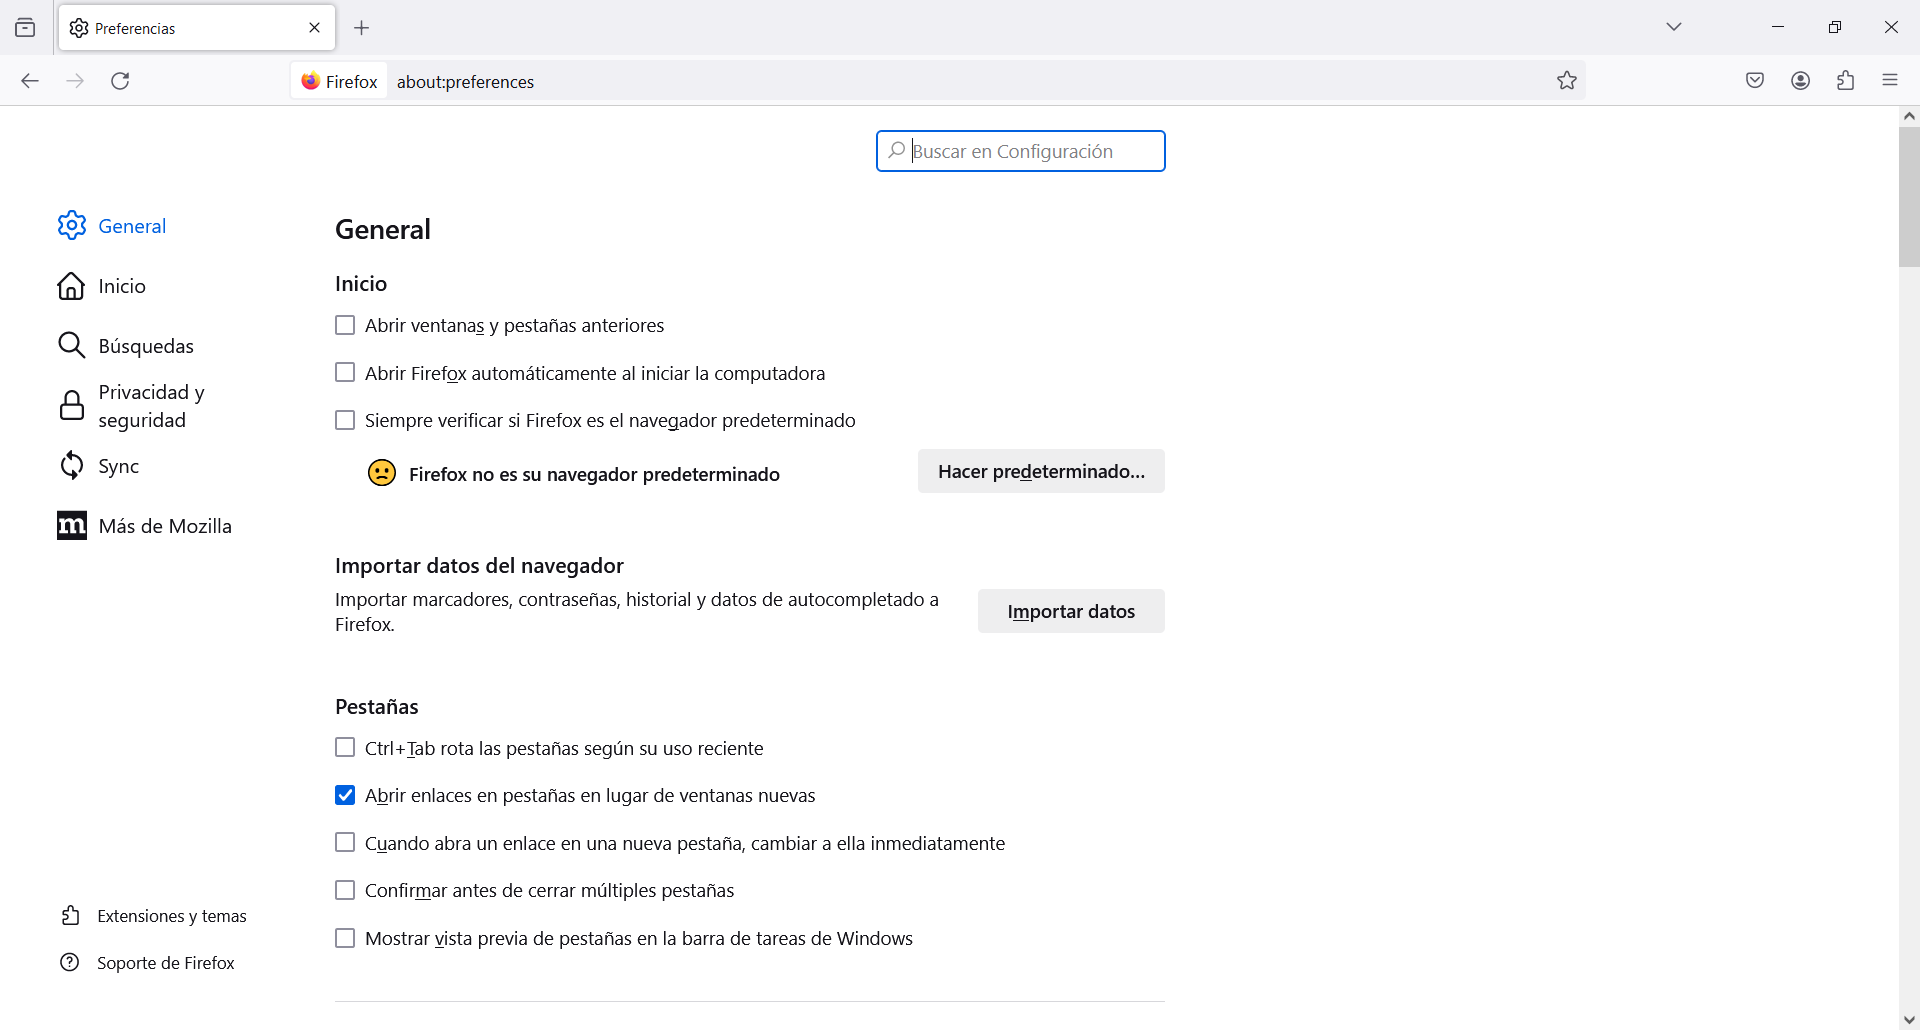 Preferencias
Firefox
about:preferences
Buscar en Configuración
General
Inicio
Búsquedas
Privacidad y
seguridad
Sync
Más de Mozilla
Extensiones y temas
Soporte de Firefox
General
Inicio
Abrir ventanas y pestañas anteriores
Abrir Firefox automáticamente al iniciar la computadora
Siempre verificar si Firefox es el navegador predeterminado
Firefox no es su navegador predeterminado
Hacer predeterminado...
Importar datos del navegador
Importar marcadores, contraseñas, historial y datos de autocompletado a
Firefox.
Importar datos
Pestañas
Ctrl+Tab rota las pestañas según su uso reciente
Abrir enlaces en pestañas en lugar de ventanas nuevas
Cuando abra un enlace en una nueva pestaña, cambiar a ella inmediatamente
Confirmar antes de cerrar múltiples pestañas
Mostrar vista previa de pestañas en la barra de tareas de Windows